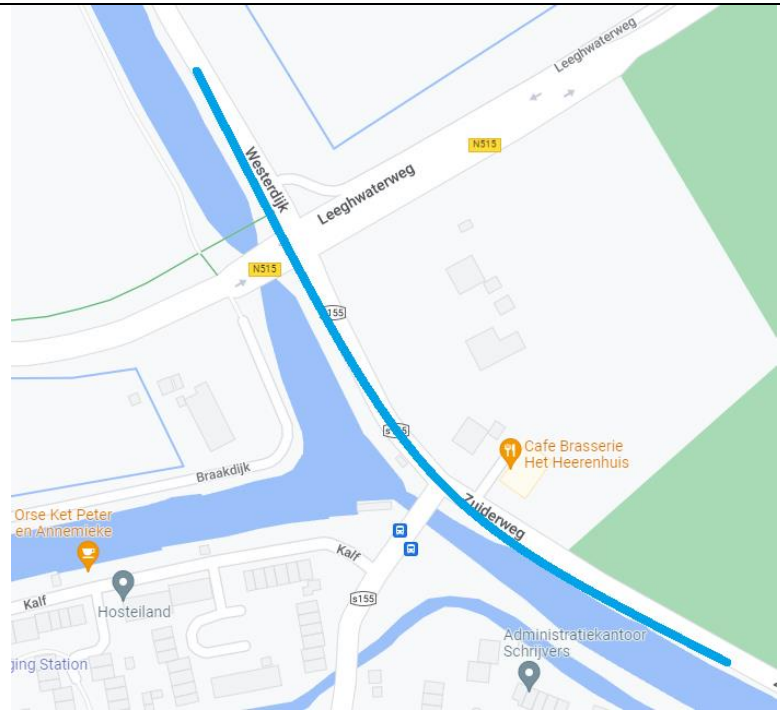 Leeghwaterweg
N515
Westerdijk
Leeghwaterweg
N515
s155
Cafe Brasserie
Het Heerenhuis
Braakdijk
Zuiderweg
Orse Ket Peter
en Annemieke
Kalf
Kalf
s155
Hosteiland
Administratiekantoor
Schrijvers
ging Station